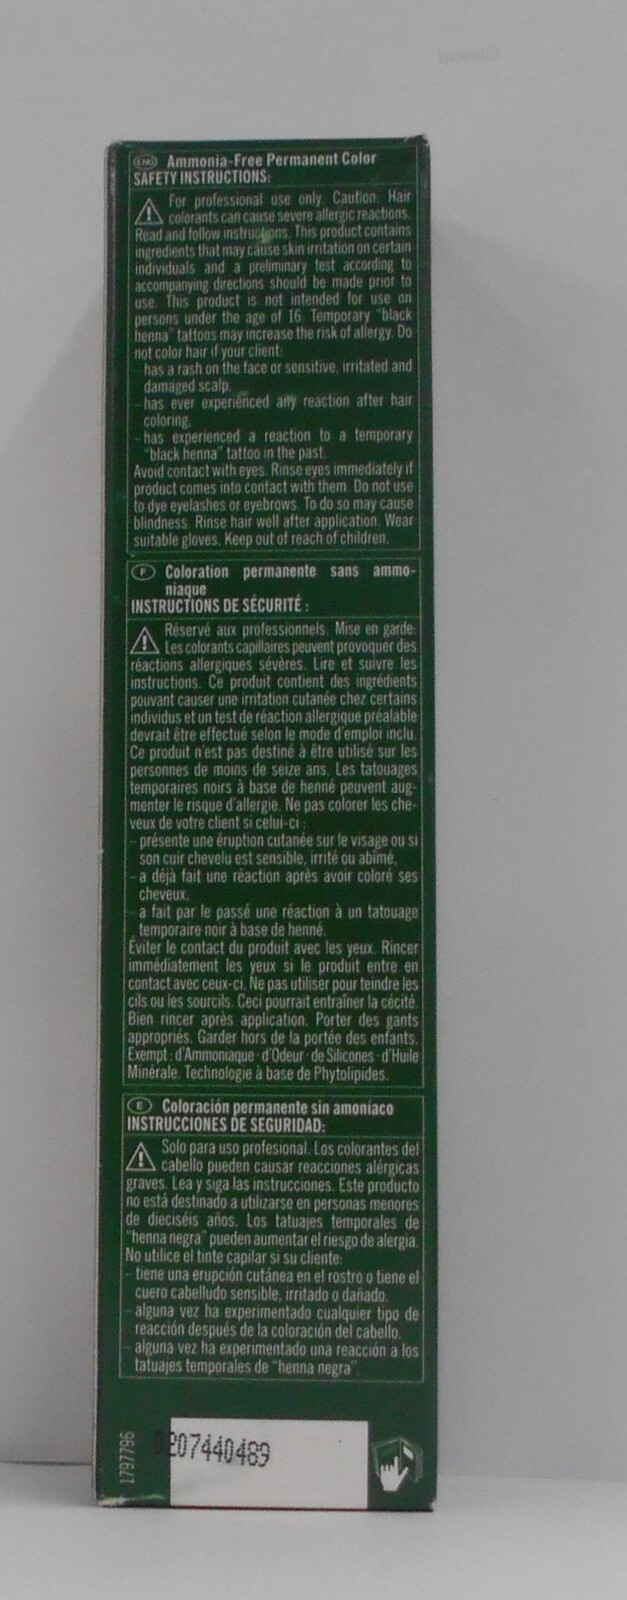 ENG Ammonia-Free Permanent Color
SAFETY INSTRUCTIONS:
For professional use only. Caution. Hair
colorants can cause severe allergic reactions.
Read and follow instructions. This product contains
ingredients that may cause skin irritation on certain
individuals and a preliminary test according to
accompanying directions should be made prior to
use. This product is not intended for use on
persons under the age of 16. Temporary "black
henna" tattoos may increase the risk of allergy. Do
not color hair if your client:
- has a rash on the face or sensitive, irritated and
damaged scalp.
- has ever experienced any reaction after hair
coloring.
- has experienced a reaction to a temporary
"black henna" tattoo in the past.
Avoid contact with eyes. Rinse eyes immediately if
product comes into contact with them. Do not use
to dye eyelashes or eyebrows. To do so may cause
blindness. Rinse hair well after application. Wear
suitable gloves. Keep out of reach of children.
F Coloration permanente sans ammo-
niaque
INSTRUCTIONS DE SÉCURITÉ :
Réservé aux professionnels. Mise en garde:
Les colorants capillaires peuvent provoquer des
réactions allergiques sévères. Lire et suivre les
instructions. Ce produit contient des ingrédients
pouvant causer une irritation cutanée chez certains
individus et un test de réaction allergique préalable
devrait être effectué selon le mode d'emploi inclu.
Ce produit n'est pas destiné à être utilisé sur les
personnes de moins de seize ans. Les tatouages
temporaires noirs à base de henné peuvent aug-
menter le risque d'allergie. Ne pas colorer les che-
veux de votre client si celui-ci :
- présente une éruption cutanée sur le visage ou si
son cuir chevelu est sensible, irrité ou abîmé,
- a déjà fait une réaction après avoir coloré ses
cheveux,
- a fait par le passé une réaction à un tatouage
temporaire noir à base de henné.
Éviter le contact du produit avec les yeux. Rincer
immédiatement les yeux si le produit entre en
contact avec ceux-ci. Ne pas utiliser pour teindre les
cils ou les sourcils. Ceci pourrait entraîner la cécité.
Bien rincer après application. Porter des gants
appropriés. Garder hors de la portée des enfants.
Exempt : d'Ammoniaque · d'Odeur · de Silicones · d'Huile
Minérale. Technologie à base de Phytolipides.
E Coloración permanente sin amoníaco
INSTRUCCIONES DE SEGURIDAD:
Solo para uso profesional. Los colorantes del
cabello pueden causar reacciones alérgicas
graves. Lea y siga las instrucciones. Este producto
no está destinado a utilizarse en personas menores
de dieciséis años. Los tatuajes temporales de
"henna negra" pueden aumentar el riesgo de alergia.
No utilice el tinte capilar si su cliente:
- tiene una erupción cutánea en el rostro o tiene el
cuero cabelludo sensible, irritado o dañado.
- alguna vez ha experimentado cualquier tipo de
reacción después de la coloración del cabello.
- alguna vez ha experimentado una reacción a los
tatuajes temporales de "henna negra".
1797796
0207440489